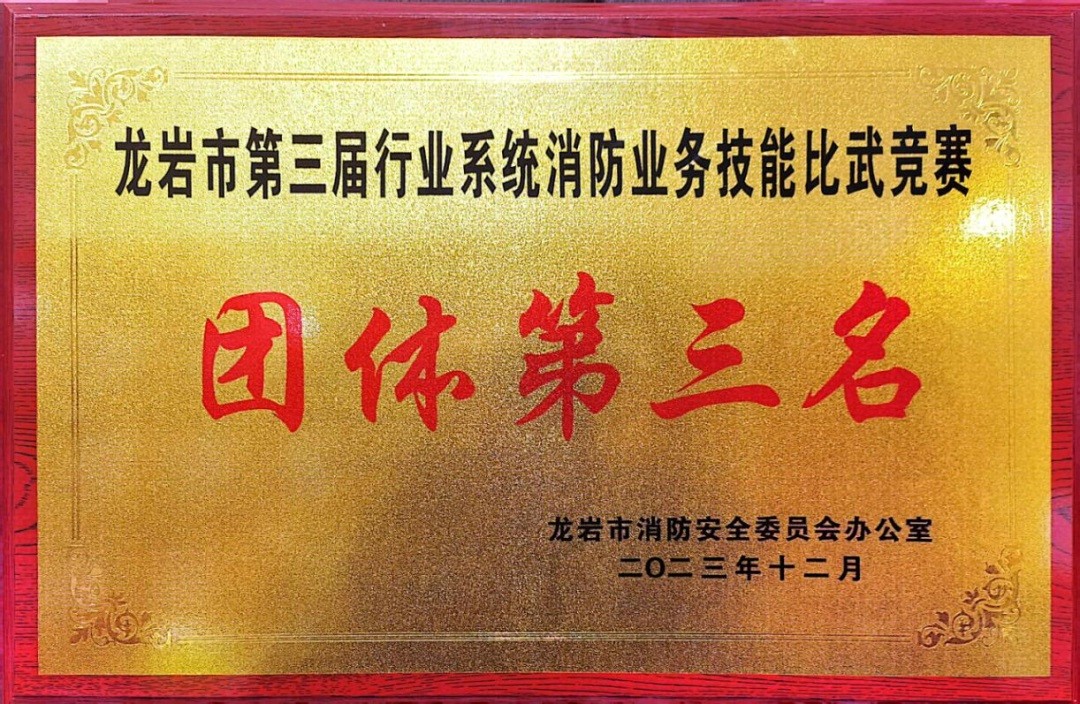 龙岩市第三届行业系统消防业务技能比武竞赛
团体第三名
龙岩市消防安全委员会办公室
二〇二三年十二月